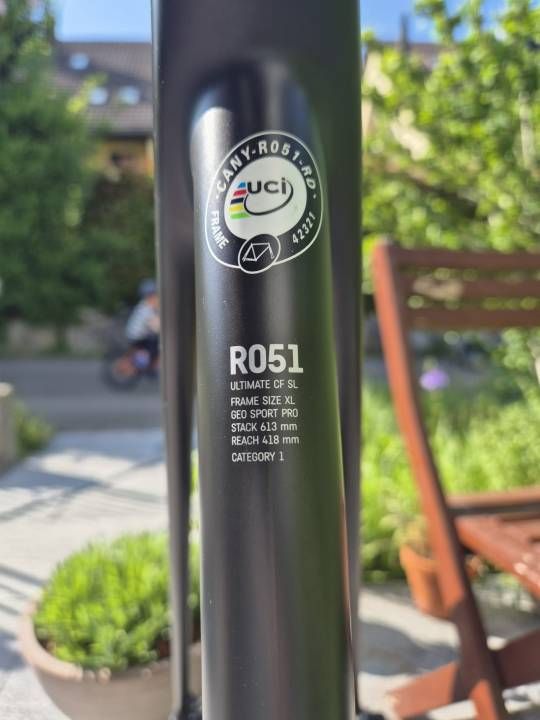 ·CANY-R051-RD·
uci
FRAME
42321
R051
ULTIMATE CF SL
FRAME SIZE XL
GEO SPORT PRO
STACK 613 mm
REACH 418 mm
CATEGORY 1